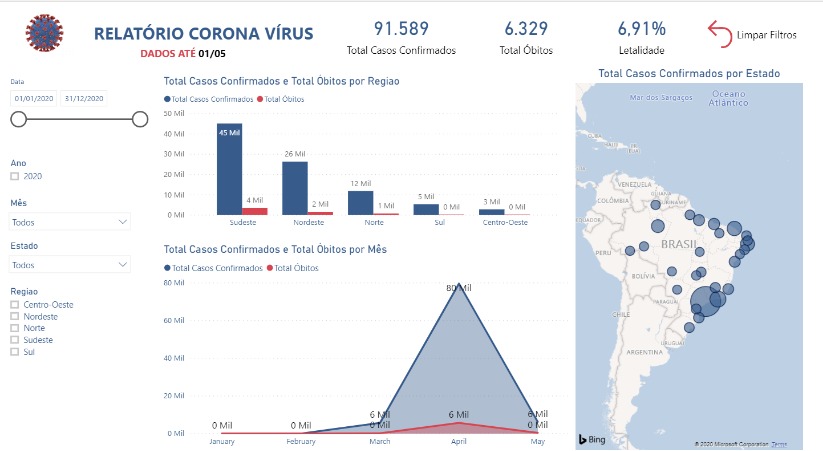 RELATÓRIO CORONA VÍRUS
DADOS ATÉ 01/05
91.589
Total Casos Confirmados
6.329
Total Óbitos
6,91%
Letalidade
Limpar Filtros
Data
01/01/2020 31/12/2020
Ano
2020
Mês
Todos
Estado
Todos
Regiao
Centro-Oeste
Nordeste
Norte
Sudeste
Sul
Total Casos Confirmados e Total Óbitos por Regiao
Total Casos Confirmados Total Óbitos
50 Mil
40 Mil
30 Mil
20 Mil
10 Mil
0 Mil
45 Mil
4 Mil
26 Mil
2 Mil
12 Mil
1 Mil
5 Mil
0 Mil
3 Mil
0 Mil
Sudeste Nordeste Norte Sul Centro-Oeste
Total Casos Confirmados e Total Óbitos por Mês
Total Casos Confirmados Total Óbitos
80 Mil
60 Mil
40 Mil
20 Mil
0 Mil
0 Mil
0 Mil
6 Mil
0 Mil
80 Mil
6 Mil
6 Mil
0 Mil
January February March April May
Total Casos Confirmados por Estado
Mar dos Sargaços
Oceano
Atlântico
VENEZUELA
COLÔMBIA
BRASIL
PERU
BOLÍVIA
CHILE
URUGUAI
ARGENTINA
Bing
© 2020 Microsoft Corporation Terms